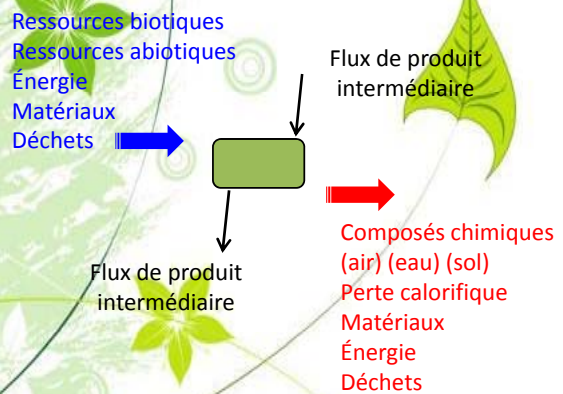 Ressources biotiques
Ressources abiotiques
Énergie
Matériaux
Déchets
Flux de produit
intermédiaire
Flux de produit
intermédiaire
Composés chimiques
(air) (eau) (sol)
Perte calorifique
Matériaux
Énergie
Déchets